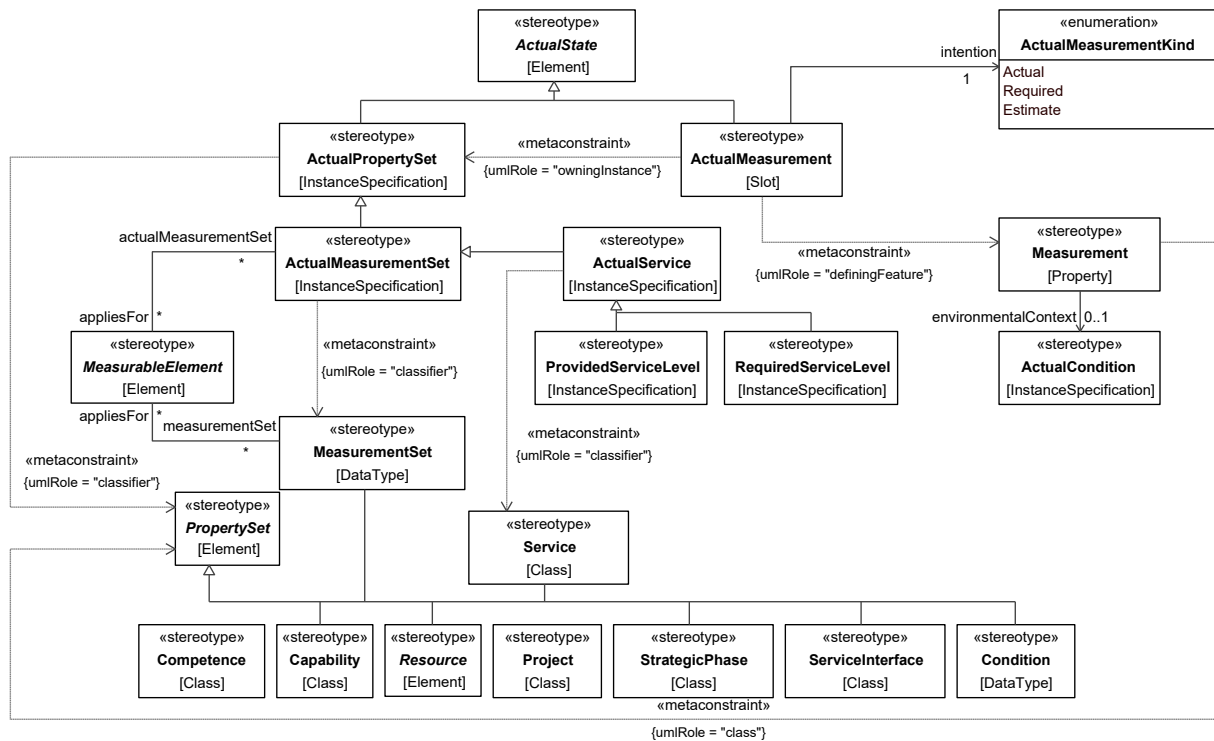 «stereotype»
ActualState
[Element]
«enumeration»
ActualMeasurementKind
Actual
Required
Estimate
intention
1
«stereotype»
ActualPropertySet
[InstanceSpecification]
«metaconstraint»
{umlRole = "owningInstance"}
«stereotype»
ActualMeasurement
[Slot]
actualMeasurementSet
*
«stereotype»
ActualMeasurementSet
[InstanceSpecification]
«stereotype»
ActualService
[InstanceSpecification]
«metaconstraint»
{umlRole = "definingFeature"}
«stereotype»
Measurement
[Property]
appliesFor
*
environmentalContext
0..1
«stereotype»
MeasurableElement
[Element]
«metaconstraint»
{umlRole = "classifier"}
«stereotype»
ProvidedServiceLevel
[InstanceSpecification]
«stereotype»
RequiredServiceLevel
[InstanceSpecification]
«stereotype»
ActualCondition
[InstanceSpecification]
appliesFor
*
measurementSet
*
«stereotype»
MeasurementSet
[DataType]
«metaconstraint»
{umlRole = "classifier"}
«metaconstraint»
{umlRole = "classifier"}
«stereotype»
PropertySet
[Element]
«stereotype»
Service
[Class]
«stereotype»
Competence
[Class]
«stereotype»
Capability
[Class]
«stereotype»
Resource
[Element]
«stereotype»
Project
[Class]
«stereotype»
StrategicPhase
[Class]
«stereotype»
ServiceInterface
[Class]
«stereotype»
Condition
[DataType]
«metaconstraint»
{umlRole = "class"}